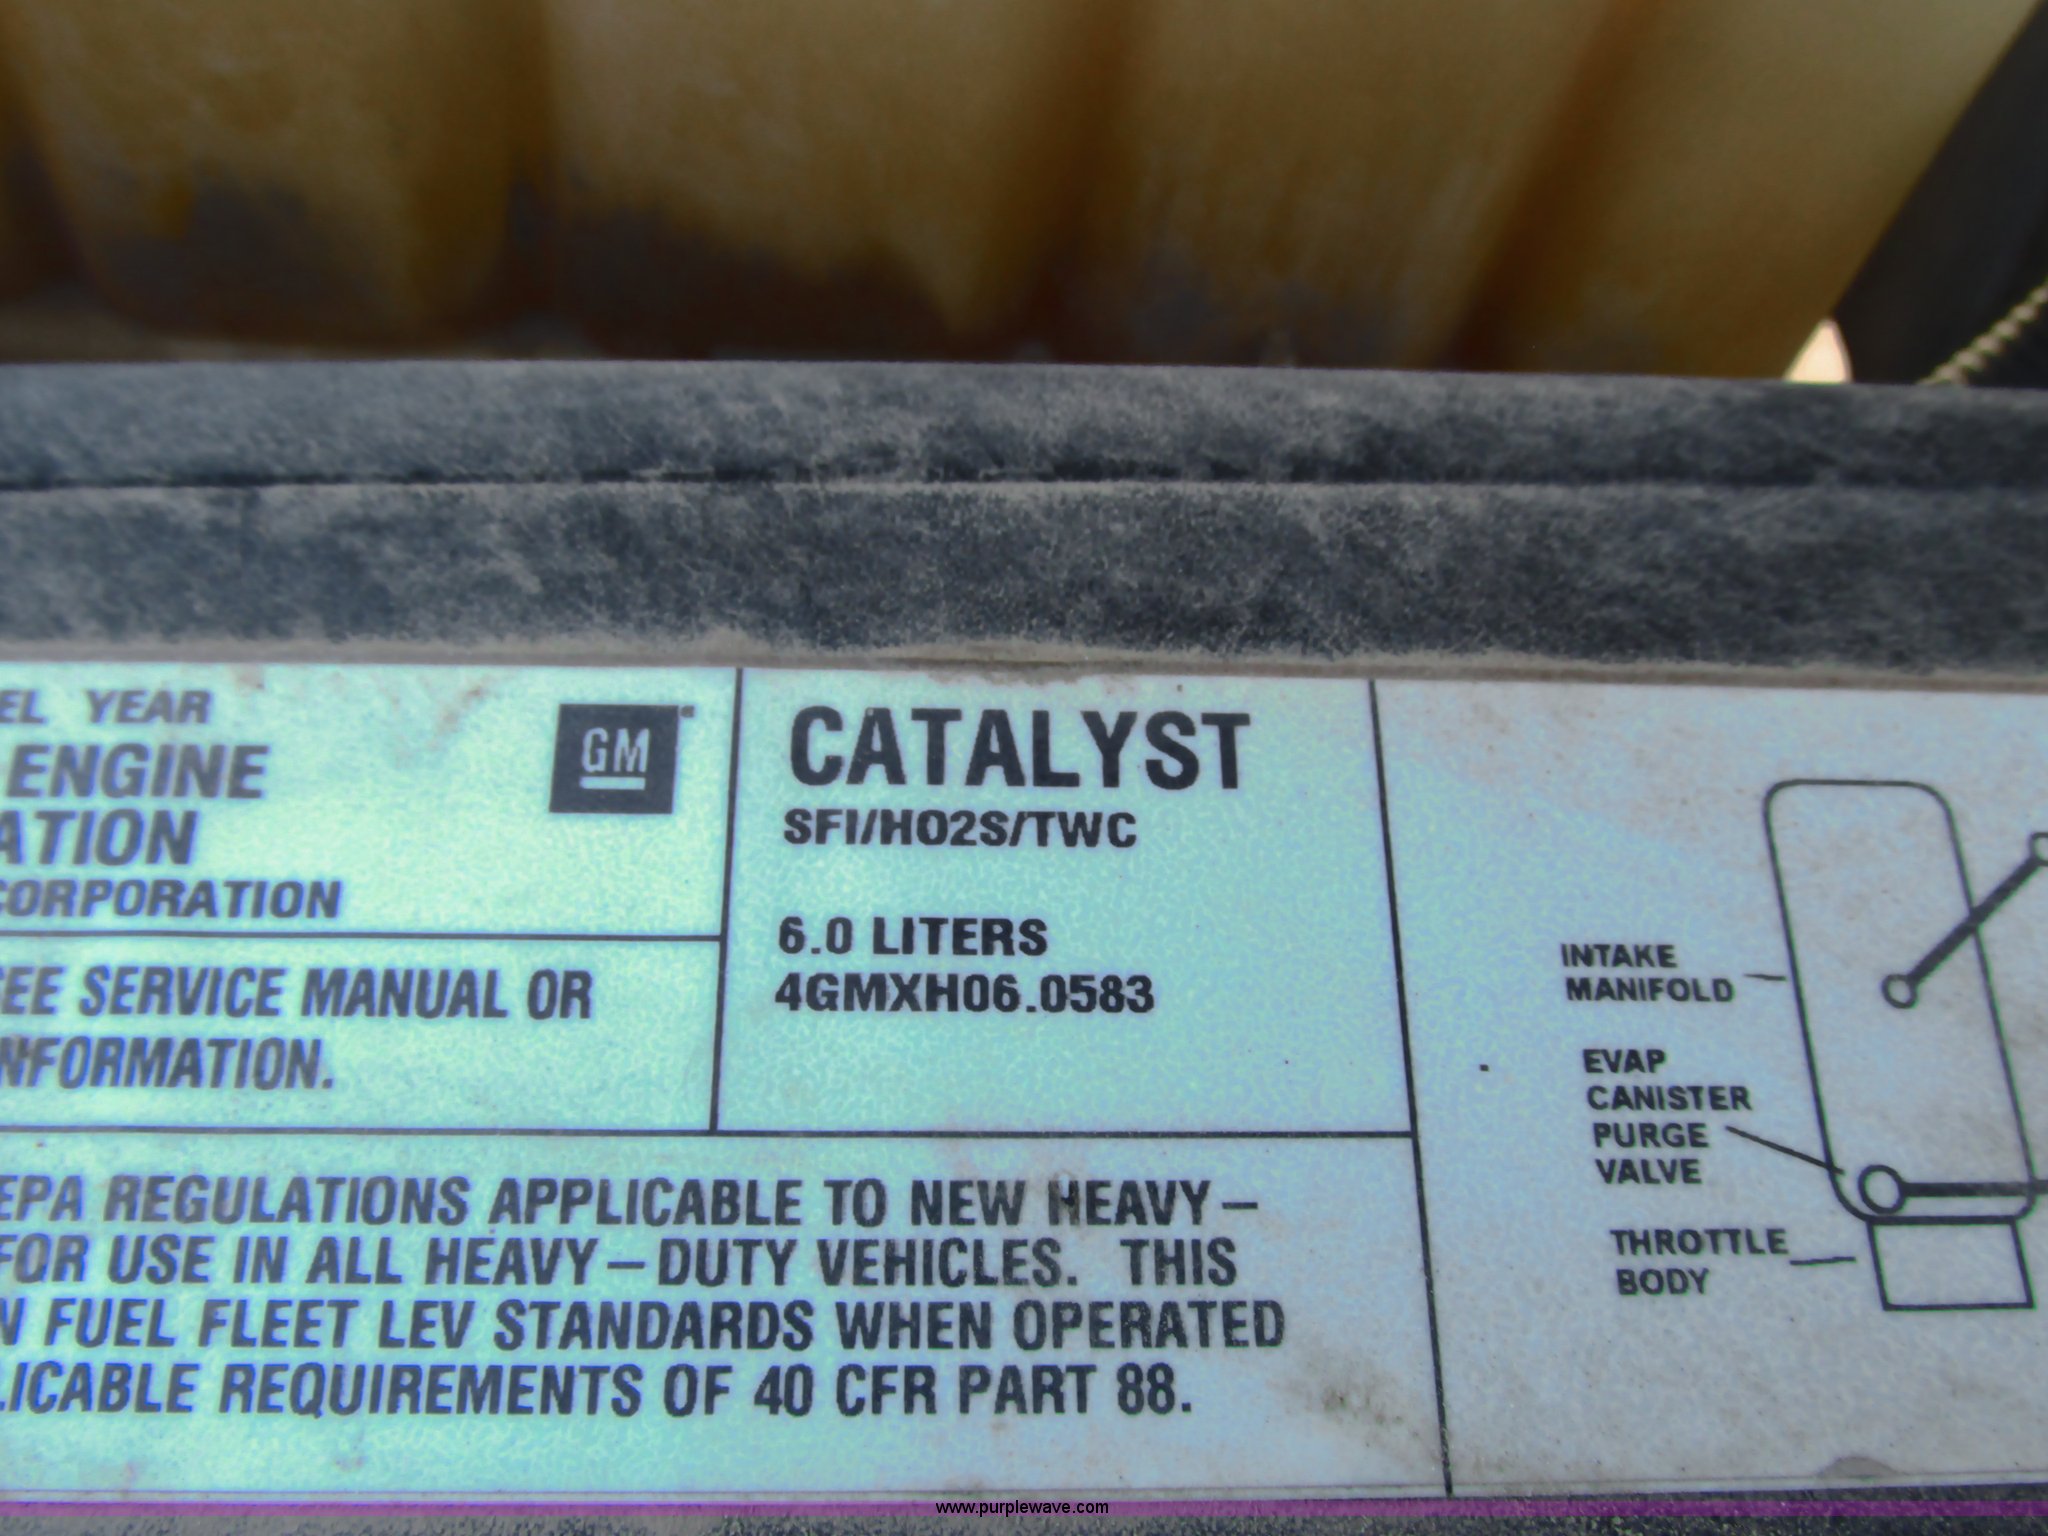 EL YEAR
ENGINE
ATION
CORPORATION
GM
SEE SERVICE MANUAL OR
INFORMATION.
CATALYST
SFI/HO2S/TWC
6.0 LITERS
4GMXH06.0583
EPA REGULATIONS APPLICABLE TO NEW HEAVY-
FOR USE IN ALL HEAVY-DUTY VEHICLES. THIS
N FUEL FLEET LEV STANDARDS WHEN OPERATED
LICABLE REQUIREMENTS OF 40 CFR PART 88.
INTAKE
MANIFOLD
EVAP
CANISTER
PURGE
VALVE
THROTTLE
BODY
www.purplewave.com